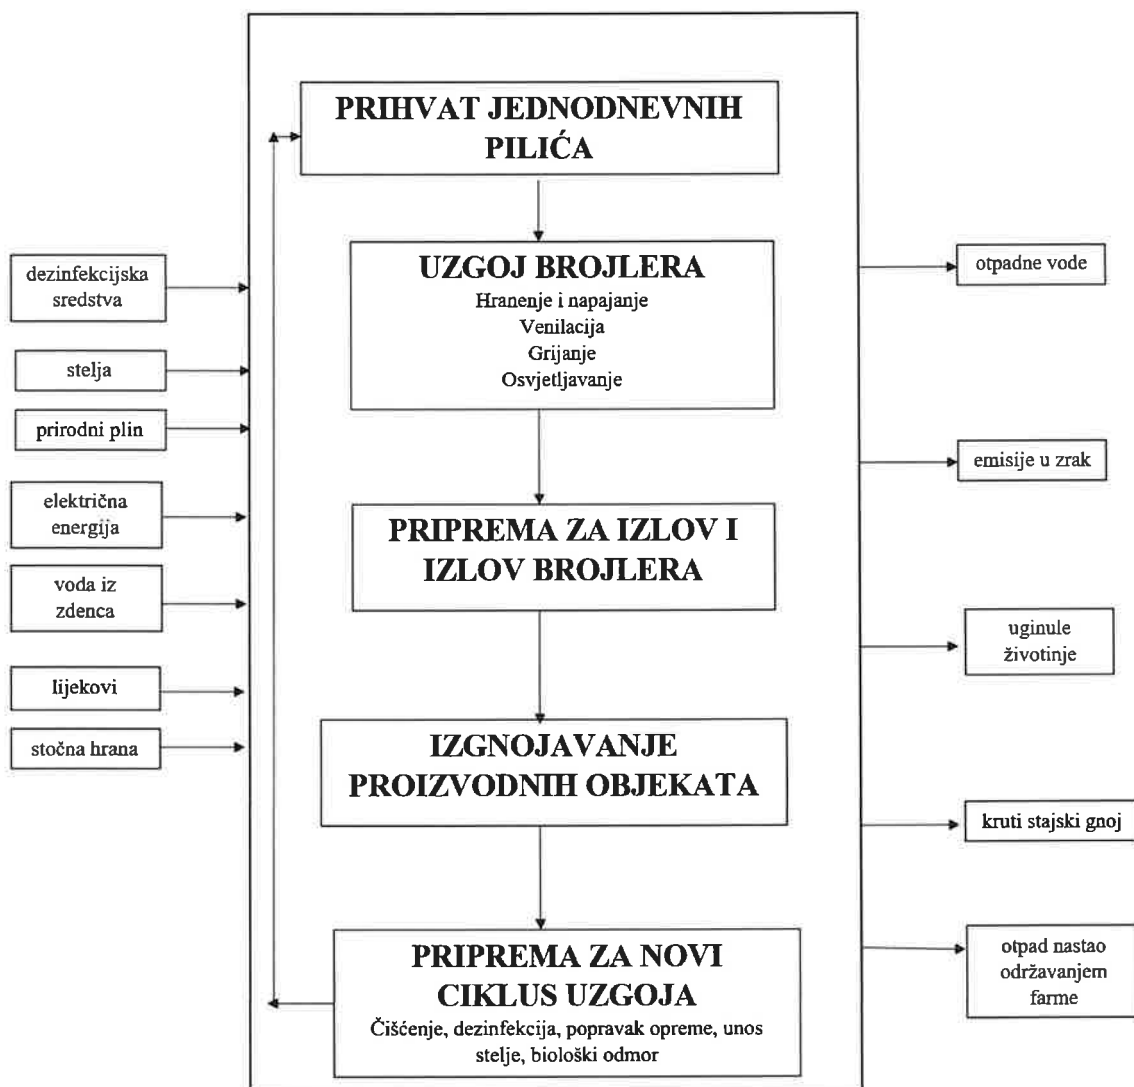 PRIHVAT JEDNODNEVNIH
PILIĆA
UZGOJ BROJLERA
Hranenje i napajanje
Venilacija
Grijanje
Osvjetljavanje
PRIPREMA ZA IZLOV I
IZLOV BROJLERA
IZGNOJAVANJE
PROIZVODNIH OBJEKATA
PRIPREMA ZA NOVI
CIKLUS UZGOJA
Čišćenje, dezinfekcija, popravak opreme, unos
stelje, biološki odmor
dezinfekcijska
sredstva
stelja
prirodni plin
električna
energija
voda iz
zdenca
lijekovi
stočna hrana
otpadne vode
emisije u zrak
uginule
životinje
kruti stajski gnoj
otpad nastao
održavanjem
farme